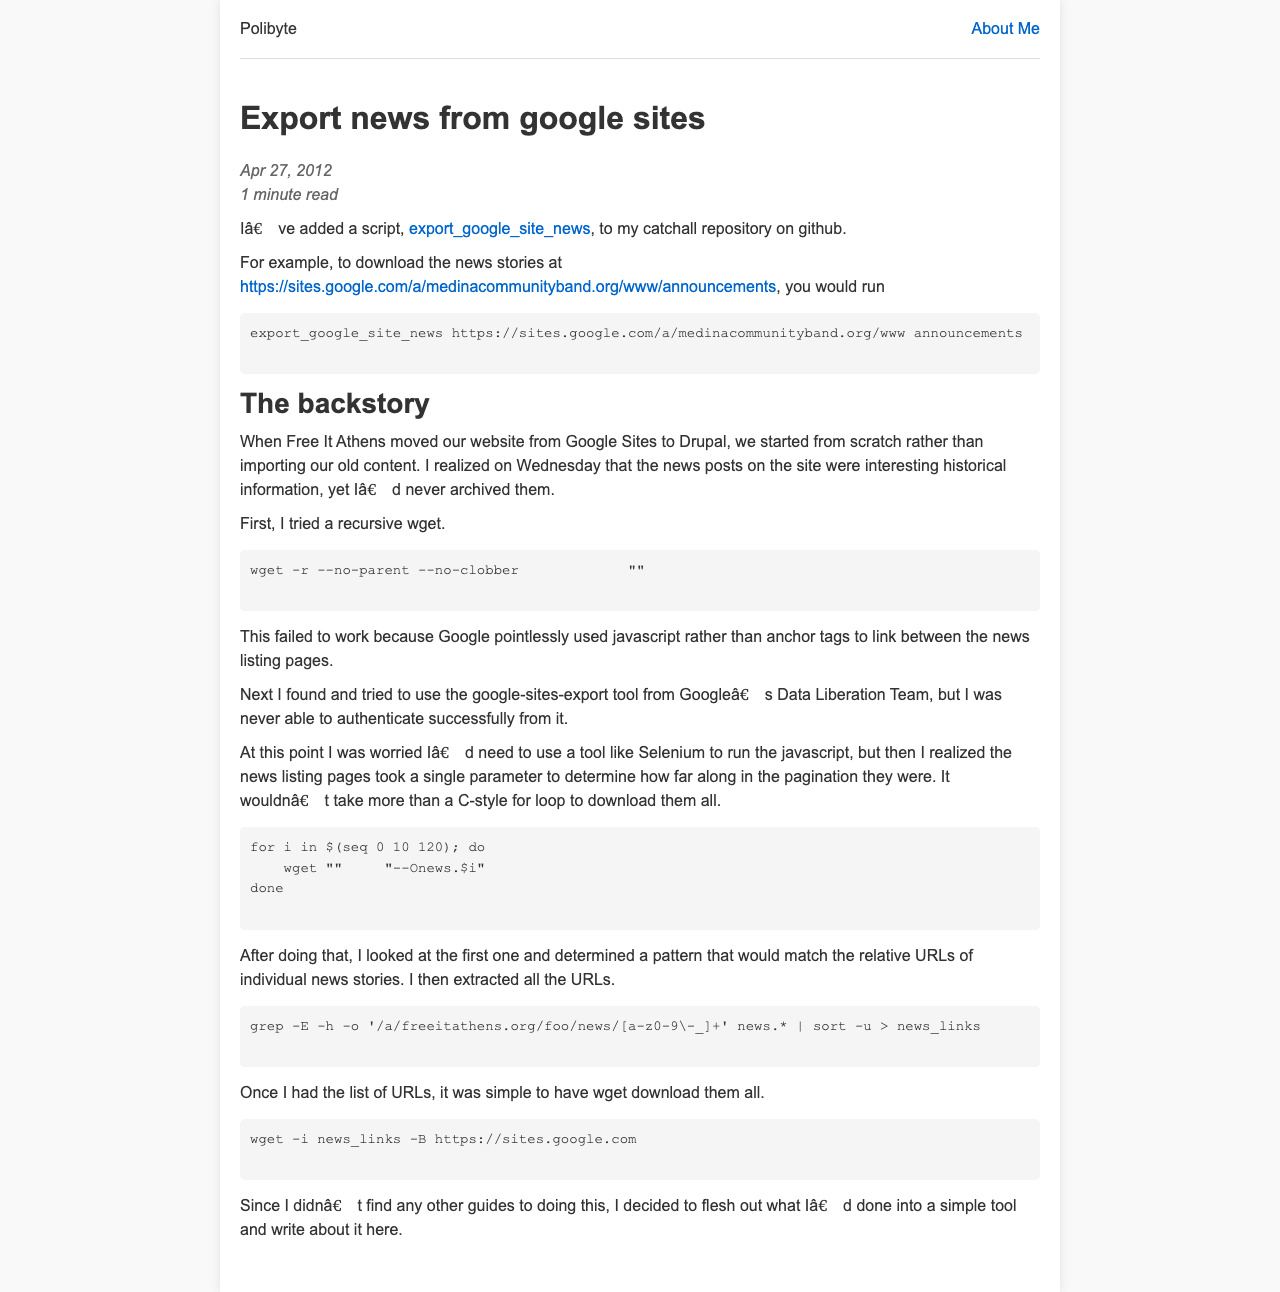 Polibyte
About Me
Export news from google sites
Apr 27, 2012
1 minute read
Iâ€ ve added a script, export_google_site_news, to my catchall repository on github.
For example, to download the news stories at
https://sites.google.com/a/medinacommunityband.org/www/announcements, you would run
export_google_site_news https://sites.google.com/a/medinacommunityband.org/www announcements
The backstory
When Free It Athens moved our website from Google Sites to Drupal, we started from scratch rather than
importing our old content. I realized on Wednesday that the news posts on the site were interesting historical
information, yet Iâ€ d never archived them.
First, I tried a recursive wget.
wget -r --no-parent --no-clobber             ""
This failed to work because Google pointlessly used javascript rather than anchor tags to link between the news
listing pages.
Next I found and tried to use the google-sites-export tool from Googleâ€ s Data Liberation Team, but I was
never able to authenticate successfully from it.
At this point I was worried Iâ€ d need to use a tool like Selenium to run the javascript, but then I realized the
news listing pages took a single parameter to determine how far along in the pagination they were. It
wouldnâ€ t take more than a C-style for loop to download them all.
for i in $(seq 0 10 120); do
    wget ""     "--Onews.$i"
done
After doing that, I looked at the first one and determined a pattern that would match the relative URLs of
individual news stories. I then extracted all the URLs.
grep -E -h -o '/a/freeitathens.org/foo/news/[a-z0-9\-_]+' news.* | sort -u > news_links
Once I had the list of URLs, it was simple to have wget download them all.
wget -i news_links -B https://sites.google.com
Since I didnâ€ t find any other guides to doing this, I decided to flesh out what Iâ€ d done into a simple tool
and write about it here.